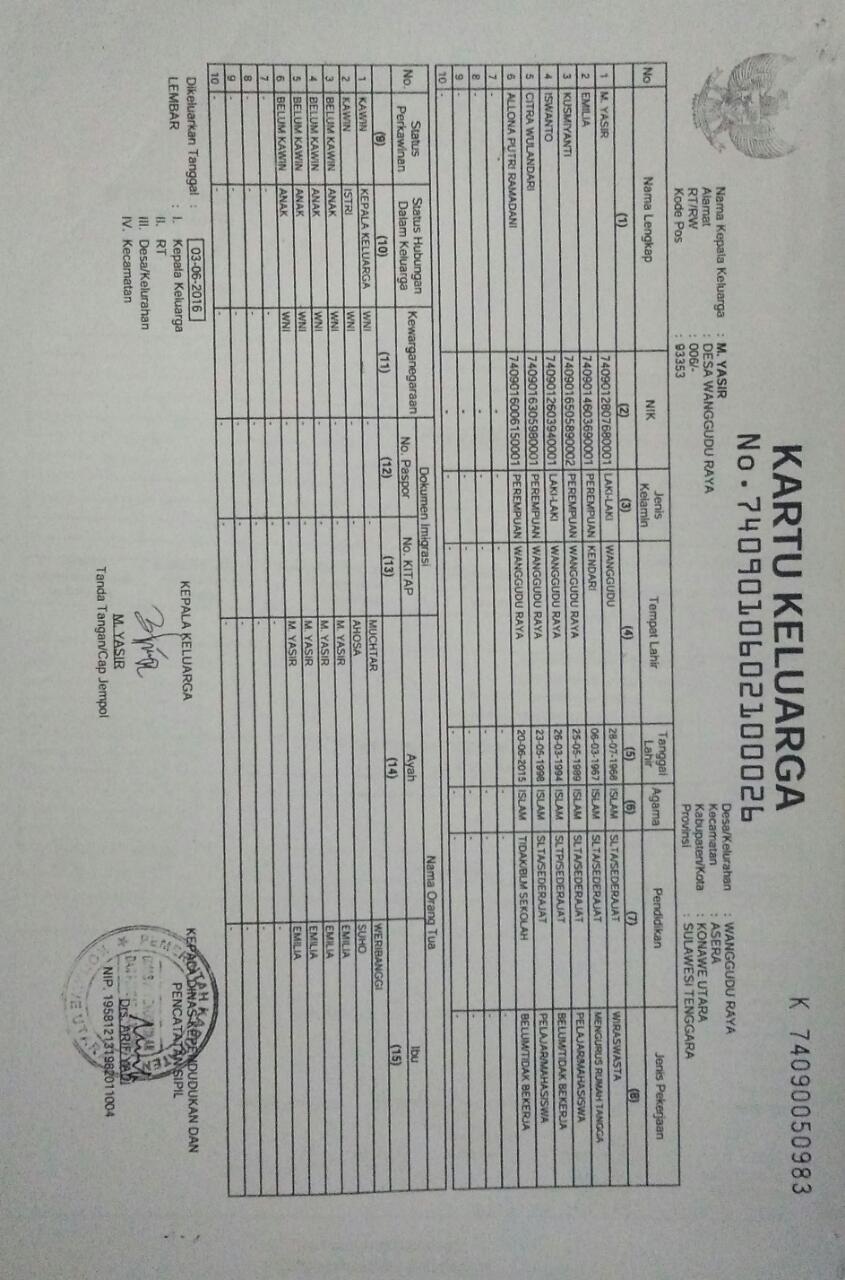 KARTU KELUARGA
No. 7409010602100026
K 74090050983
Nama Kepala Keluarga : M. YASIR
Alamat : DESA WANGGUDU RAYA
RT/RW : 006/-
Kode Pos : 93353
Desa/Kelurahan : WANGGUDU RAYA
Kecamatan : ASERA
Kabupaten/Kota : KONAWE UTARA
Provinsi : SULAWESI TENGGARA
No Nama Lengkap NIK Jenis Kelamin Tempat Lahir Tanggal Lahir Agama Pendidikan Jenis Pekerjaan
(1) (2) (3) (4) (5) (6) (7) (8)
1 M. YASIR 7409012807680001 LAKI-LAKI WANGGUDU 28-07-1968 ISLAM SLTA/SEDERAJAT WIRASWASTA
2 EMILIA 7409014603690001 PEREMPUAN KENDARI 06-03-1967 ISLAM SLTA/SEDERAJAT MENGURUS RUMAH TANGGA
3 KUSMIYANTI 7409016505890002 PEREMPUAN WANGGUDU RAYA 25-05-1989 ISLAM SLTA/SEDERAJAT PELAJAR/MAHASISWA
4 ISWANTO 7409012603940001 LAKI-LAKI WANGGUDU RAYA 26-03-1994 ISLAM SLTP/SEDERAJAT BELUM/TIDAK BEKERJA
5 CITRA WULANDARI 7409016305980001 PEREMPUAN WANGGUDU RAYA 23-05-1998 ISLAM SLTA/SEDERAJAT PELAJAR/MAHASISWA
6 ALLONA PUTRI RAMADANI 7409016006150001 PEREMPUAN WANGGUDU RAYA 20-06-2015 ISLAM TIDAK/BLM SEKOLAH BELUM/TIDAK BEKERJA
7 - - - - - - - -
8 - - - - - - - -
9 - - - - - - - -
10 - - - - - - - -
No. Status Perkawinan Status Hubungan Dalam Keluarga Kewarganegaraan Dokumen Imigrasi Nama Orang Tua
No. Paspor No. KITAP Ayah Ibu
(9) (10) (11) (12) (13) (14) (15)
1 KAWIN KEPALA KELUARGA WNI - - MUCHTAR WERIBANGGI
2 KAWIN ISTRI WNI - - AHOSA SUHO
3 BELUM KAWIN ANAK WNI - - M. YASIR EMILIA
4 BELUM KAWIN ANAK WNI - - M. YASIR EMILIA
5 BELUM KAWIN ANAK WNI - - M. YASIR EMILIA
6 BELUM KAWIN ANAK WNI - - M. YASIR EMILIA
7 - - - - - - -
8 - - - - - - -
9 - - - - - - -
10 - - - - - - -
Dikeluarkan Tanggal : 03-06-2016
LEMBAR : I. Kepala Keluarga
II. RT
III. Desa/Kelurahan
IV. Kecamatan
KEPALA KELUARGA
M. YASIR
Tanda Tangan/Cap Jempol
KEPALA DINAS KEPENDUDUKAN DAN
PENCATATAN SIPIL
NIP. 195812131982011004